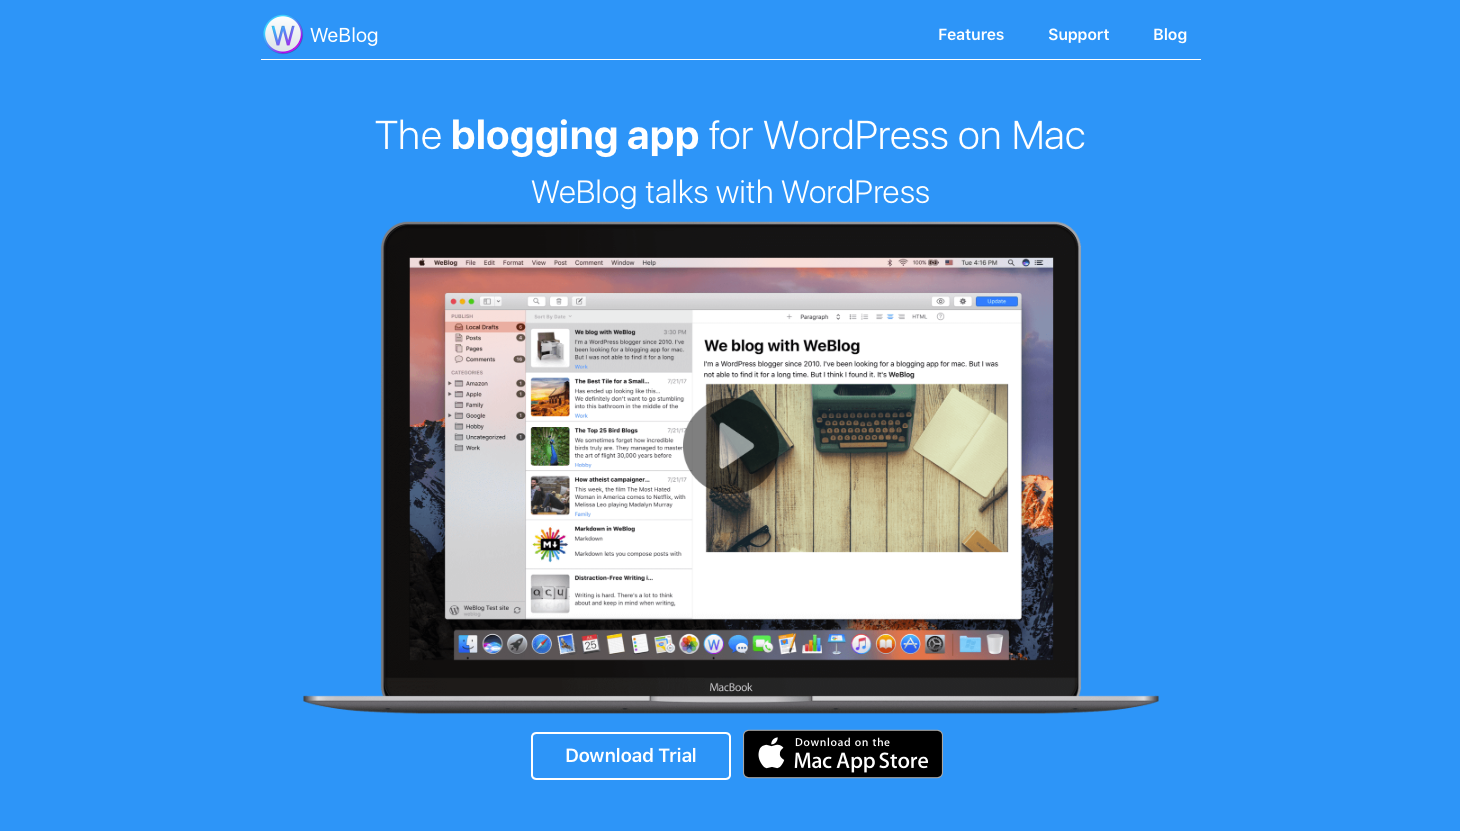 WeBlog
Features
Support
Blog
The blogging app for WordPress on Mac
WeBlog talks with WordPress
WeBlog File Edit Format View Post Comment Window Help
100%
Tue 4:16 PM
Update
PUBLISH
Local Drafts 6
Posts 4
Pages
Comments
CATEGORIES
Amazon 1
Apple 1
Family
Google 1
Hobby
Uncategorized 1
Work
WeBlog Test site
weblog
Sort By Date
We blog with WeBlog 3:50 PM
I'm a WordPress blogger since 2010. I've
been looking for a blogging app for mac.
But I was not able to find it for a long
Work
The Best Tile for a Small... 7/21/17
Has ended up looking like this...
We definitely don't want to go stumbling
into this bathroom in the middle of the
Work
The Top 25 Bird Blogs 7/21/17
We sometimes forget how incredible
birds truly are. They managed to master
the art of flight 30,000 years before
Hobby
How atheist campaigner... 7/21/17
This week, the film The Most Hated
Woman in America comes to Netflix, with
Melissa Leo playing Madalyn Murray
Family
M
Markdown in WeBlog
Markdown
Markdown lets you compose posts with
QCU
Distraction-Free Writing i...
Writing is hard. There's a lot to think
about and keep in mind when writing,
Paragraph
HTML
We blog with WeBlog
I'm a WordPress blogger since 2010. I've been looking for a blogging app for mac. But I was
not able to find it for a long time. But I think I found it. It's WeBlog
25
MacBook
Download Trial
Download on the
Mac App Store